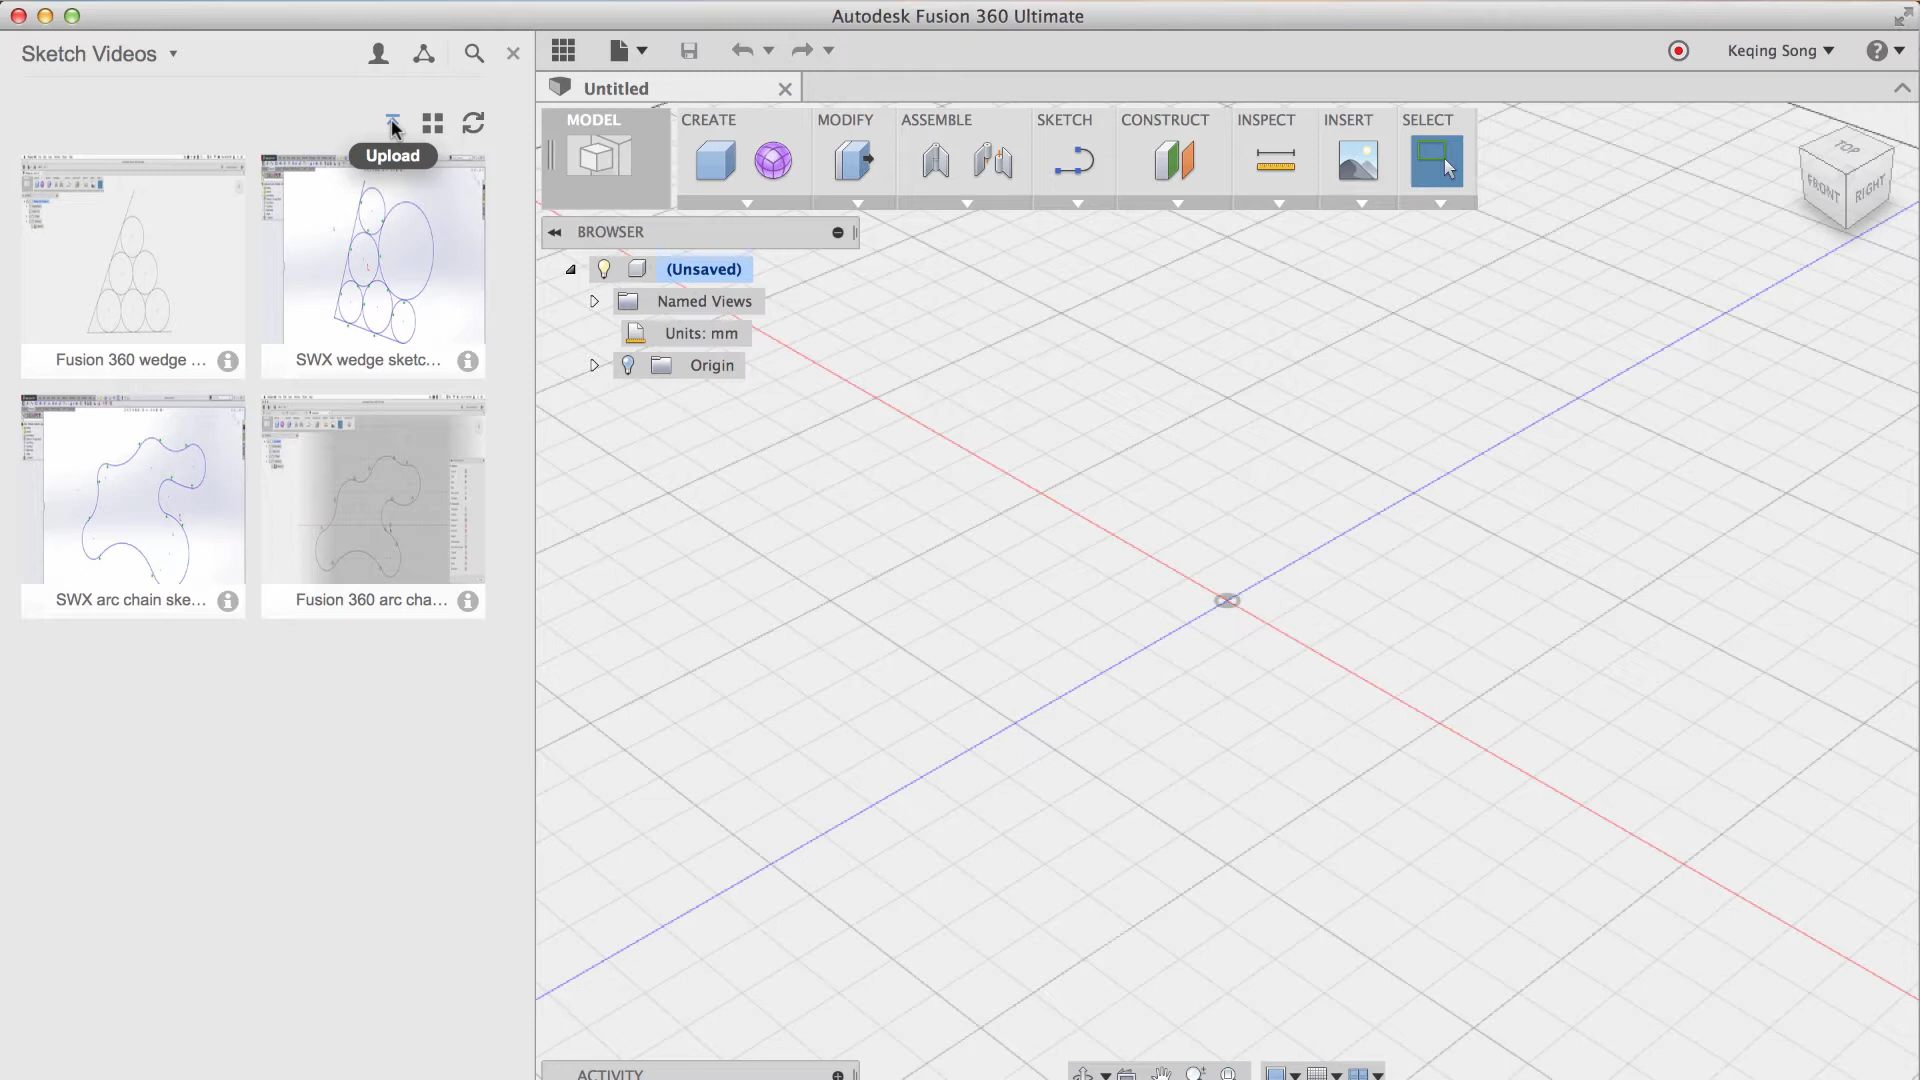 Autodesk Fusion 360 Ultimate
Sketch Videos
Keqing Song
Untitled
Upload
MODEL
CREATE
MODIFY
ASSEMBLE
SKETCH
CONSTRUCT
INSPECT
INSERT
SELECT
TOP
FRONT
RIGHT
BROWSER
(Unsaved)
Named Views
Units: mm
Origin
Fusion 360 wedge ...
SWX wedge sketc...
SWX arc chain ske...
Fusion 360 arc cha...
ACTIVITY